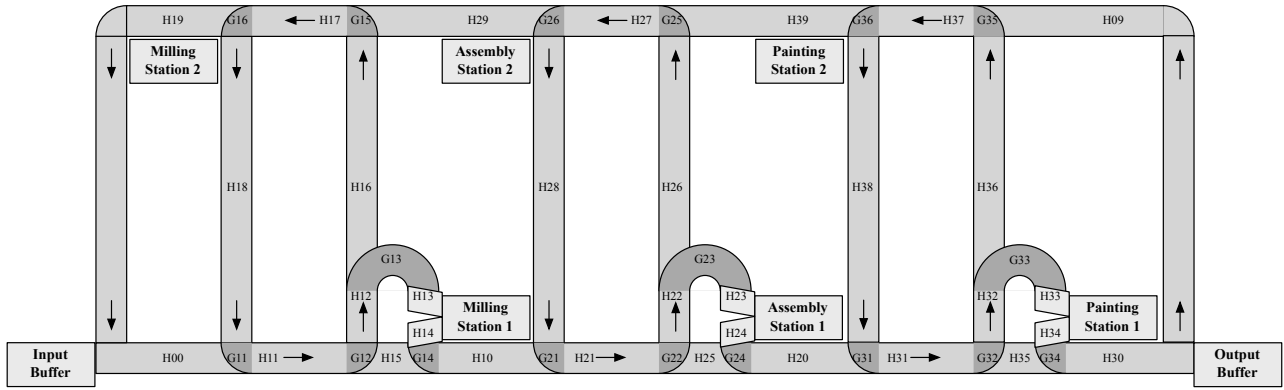 H19 G16 H17 G15 H29 G26 H27 G25 H39 G36 H37 G35 H09
Milling
Station 2
Assembly
Station 2
Painting
Station 2
H18 H16 H28 H26 H38 H36
G13 G23 G33
H12 H13 H22 H23 H32 H33
Milling
Station 1
Assembly
Station 1
Painting
Station 1
H14 H24 H34
Input
Buffer
H00 G11 H11 G12 H15 G14 H10 G21 H21 G22 H25 G24 H20 G31 H31 G32 H35 G34 H30
Output
Buffer